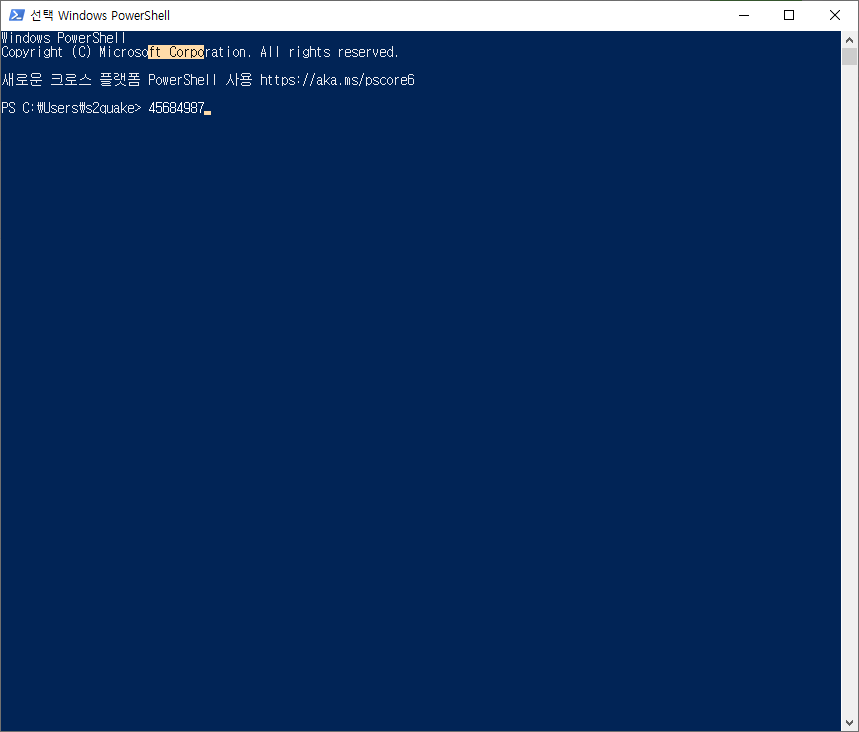 선택 Windows PowerShell
Windows PowerShell
Copyright (C) Microsoft Corporation. All rights reserved.
새로운 크로스 플랫폼 PowerShell 사용 https://aka.ms/pscore6
PS C:₩Users₩s2quake> 45684987